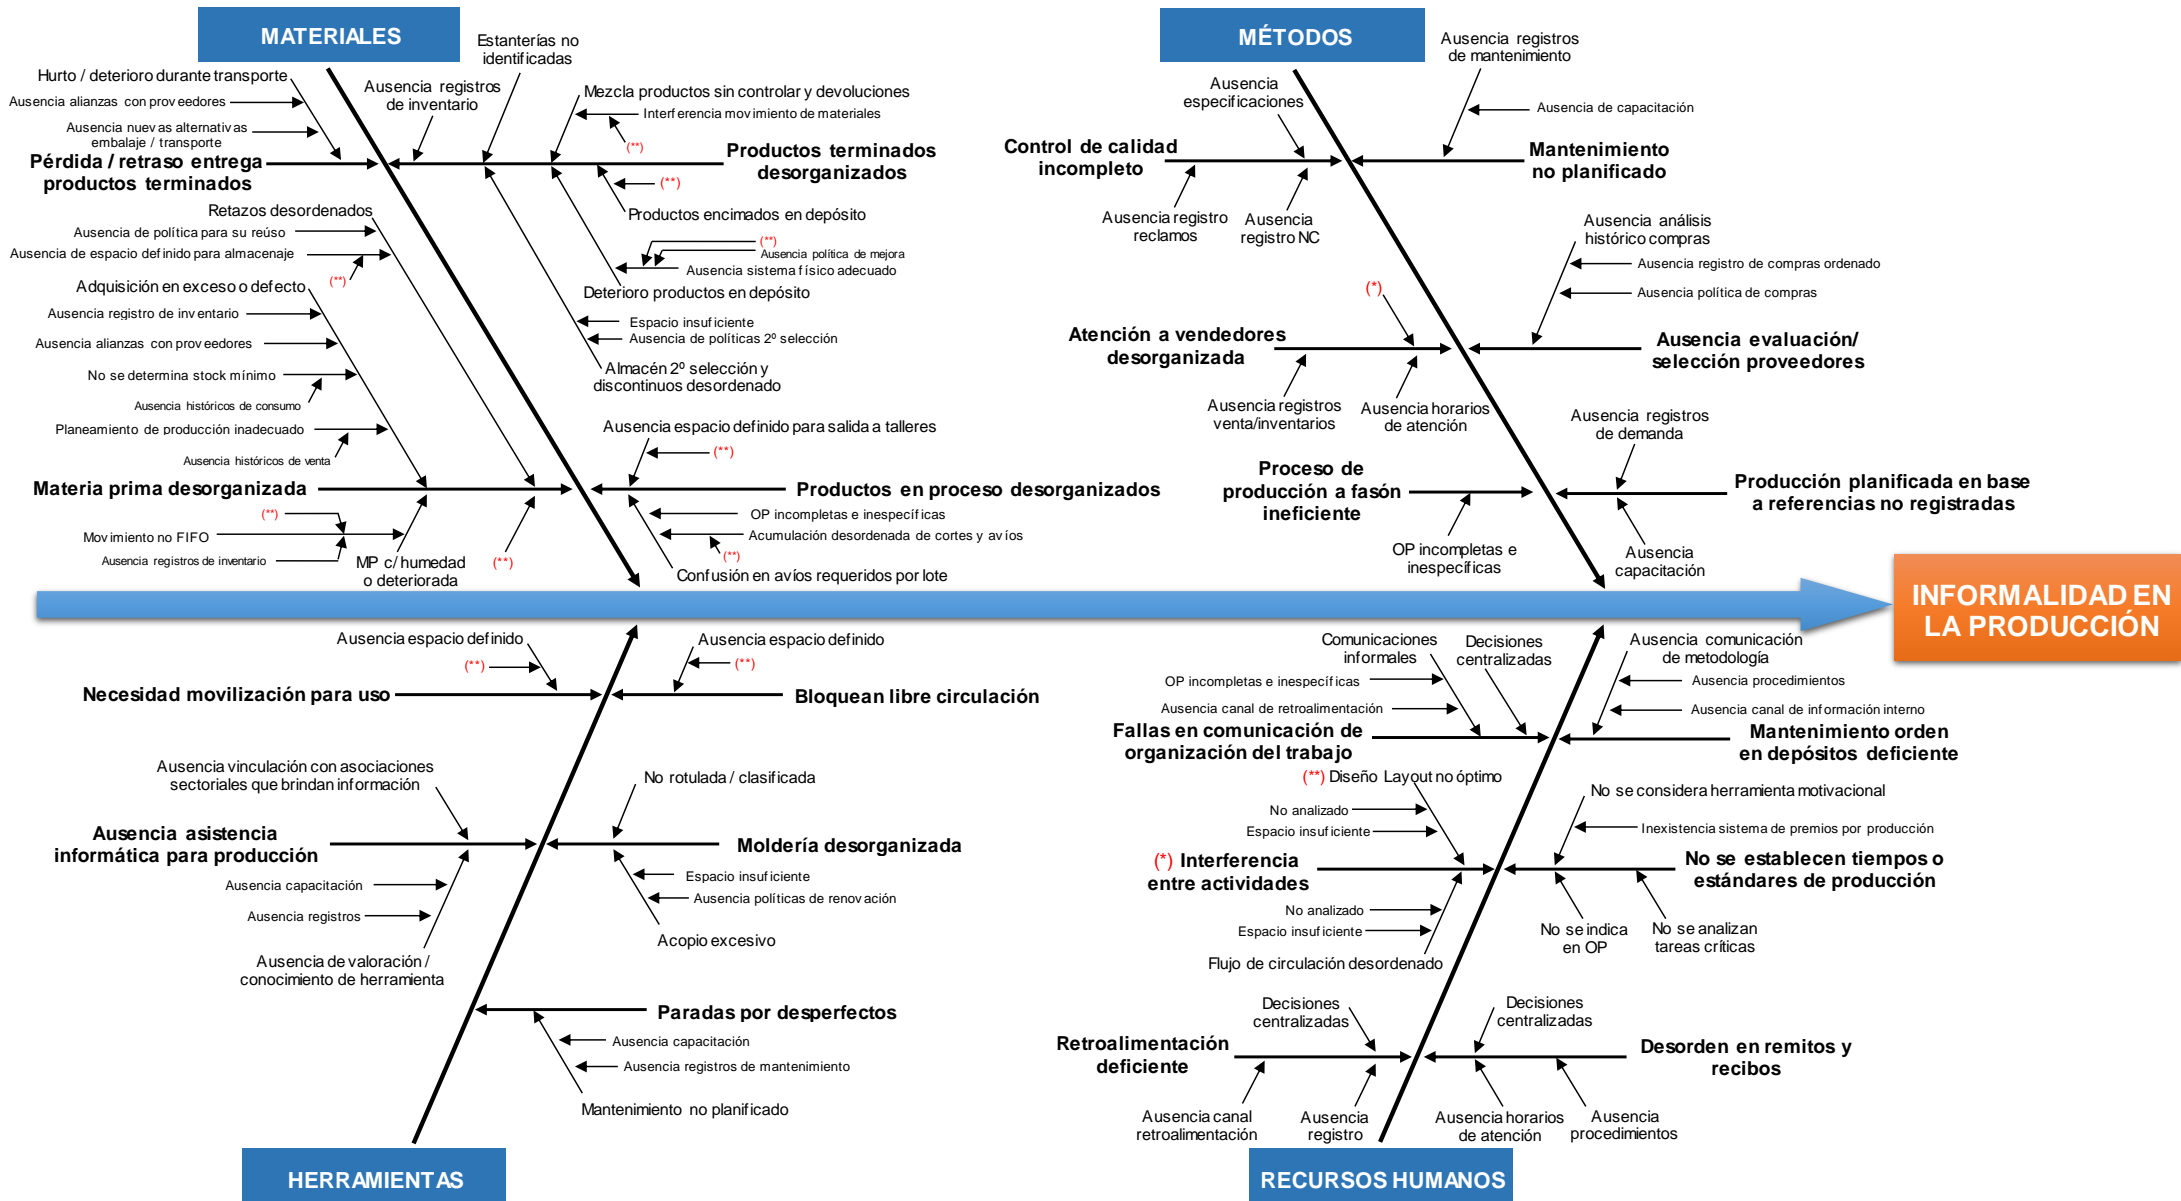 MATERIALES
Estanterías no
identificadas
Hurto / deterioro durante transporte
Ausencia alianzas con proveedores
Ausencia registros
de inventario
Mezcla productos sin controlar y devoluciones
Interferencia movimiento de materiales
(**)
Ausencia nuevas alternativas
embalaje / transporte
Pérdida / retraso entrega
productos terminados
Productos terminados
desorganizados
(**)
Productos encimados en depósito
Retazos desordenados
Ausencia de política para su reúso
Ausencia de espacio definido para almacenaje
(**)
(**)
Ausencia política de mejora
Ausencia sistema físico adecuado
Deterioro productos en depósito
Adquisición en exceso o defecto
Ausencia registro de inventario
Ausencia alianzas con proveedores
No se determina stock mínimo
Ausencia históricos de consumo
Planeamiento de producción inadecuado
Ausencia históricos de venta
Espacio insuficiente
Ausencia de políticas 2º selección
Almacén 2º selección y
discontinuos desordenado
Ausencia espacio definido para salida a talleres
(**)
Materia prima desorganizada
Productos en proceso desorganizados
(**)
Movimiento no FIFO
Ausencia registros de inventario
MP c/ humedad
o deteriorada
(**)
OP incompletas e inespecíficas
Acumulación desordenada de cortes y avíos
(**)
Confusión en avíos requeridos por lote
MÉTODOS
Ausencia registros
de mantenimiento
Ausencia
especificaciones
Ausencia de capacitación
Control de calidad
incompleto
Mantenimiento
no planificado
Ausencia registro
reclamos
Ausencia
registro NC
Ausencia análisis
histórico compras
Ausencia registro de compras ordenado
Ausencia política de compras
(*)
Atención a vendedores
desorganizada
Ausencia evaluación/
selección proveedores
Ausencia registros
venta/inventarios
Ausencia horarios
de atención
Ausencia registros
de demanda
Proceso de
producción a fasón
ineficiente
Producción planificada en base
a referencias no registradas
OP incompletas e
inespecíficas
Ausencia
capacitación
INFORMALIDAD EN
LA PRODUCCIÓN
Ausencia espacio definido
(**)
Ausencia espacio definido
(**)
Necesidad movilización para uso
Bloquean libre circulación
Ausencia vinculación con asociaciones
sectoriales que brindan información
No rotulada / clasificada
Ausencia asistencia
informática para producción
Moldería desorganizada
Ausencia capacitación
Ausencia registros
Ausencia de valoración /
conocimiento de herramienta
Espacio insuficiente
Ausencia políticas de renovación
Acopio excesivo
Paradas por desperfectos
Ausencia capacitación
Ausencia registros de mantenimiento
Mantenimiento no planificado
HERRAMIENTAS
Comunicaciones
informales
Decisiones
centralizadas
Ausencia comunicación
de metodología
OP incompletas e inespecíficas
Ausencia canal de retroalimentación
Ausencia procedimientos
Ausencia canal de información interno
Fallas en comunicación de
organización del trabajo
Mantenimiento orden
en depósitos deficiente
(**) Diseño Layout no óptimo
No analizado
Espacio insuficiente
No se considera herramienta motivacional
Inexistencia sistema de premios por producción
(*) Interferencia
entre actividades
No se establecen tiempos o
estándares de producción
No analizado
Espacio insuficiente
Flujo de circulación desordenado
No se indica
en OP
No se analizan
tareas críticas
Decisiones
centralizadas
Decisiones
centralizadas
Retroalimentación
deficiente
Desorden en remitos y
recibos
Ausencia canal
retroalimentación
Ausencia
registro
Ausencia horarios
de atención
Ausencia
procedimientos
RECURSOS HUMANOS